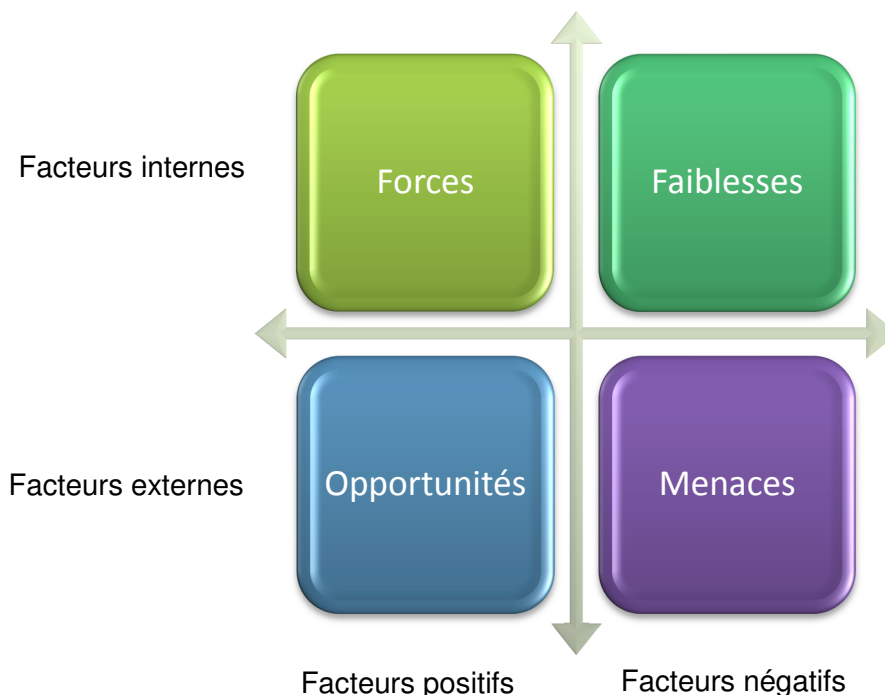 Facteurs internes
Forces
Faiblesses
Facteurs externes
Opportunités
Menaces
Facteurs positifs
Facteurs négatifs